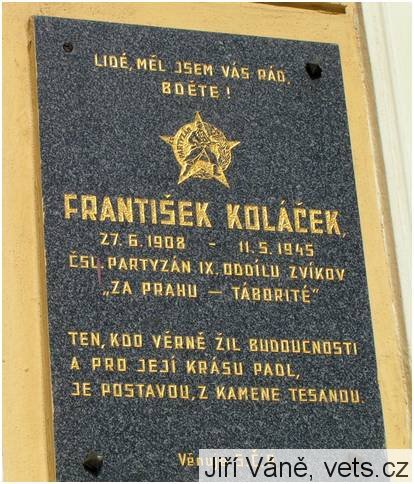 LIDÉ, MĚL JSEM VÁS RÁD,
BDĚTE !
PARTYZÁN
FRANTIŠEK KOLÁČEK,
27. 6. 1908 - 11. 5. 1945
ČSL. PARTYZÁN IX. ODDÍLU ZVÍKOV
„ZA PRAHU — TÁBORITÉ"
TEN, KDO VĚRNĚ ŽIL BUDOUCNOSTI
A PRO JEJÍ KRÁSU PADL,
JE POSTAVOU, Z KAMENE TESANOU.
Jiří Váně, vets.cz